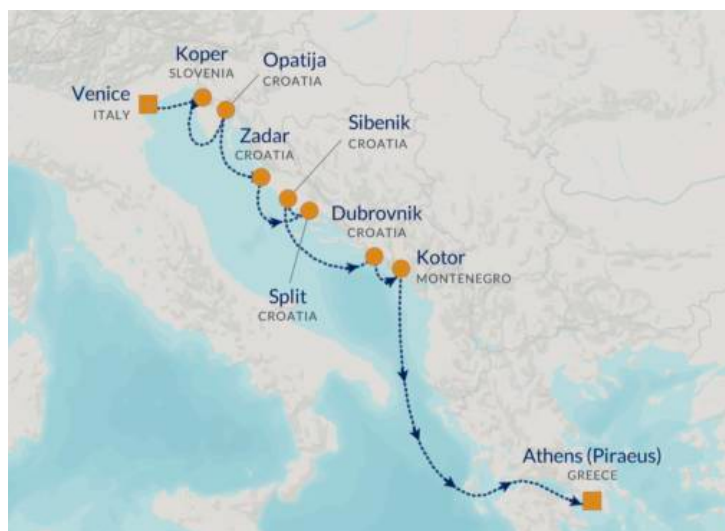 Koper
SLOVENIA
Opatija
CROATIA
Venice
ITALY
Zadar
CROATIA
Sibenik
CROATIA
Dubrovnik
CROATIA
Kotor
MONTENEGRO
Split
CROATIA
Athens (Piraeus)
GREECE